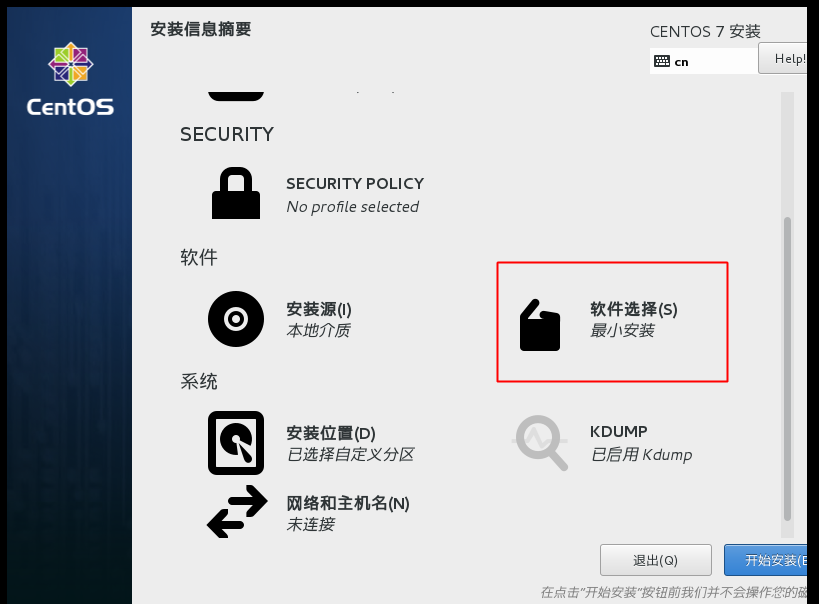 安装信息摘要
CENTOS 7 安装
cn
Help!
CentOS
SECURITY
SECURITY POLICY
No profile selected
软件
安装源(I)
本地介质
软件选择(S)
最小安装
系统
安装位置(D)
已选择自定义分区
KDUMP
已启用 Kdump
网络和主机名(N)
未连接
退出(Q)
开始安装(
在点击"开始安装"按钮前我们并不会操作您的磁